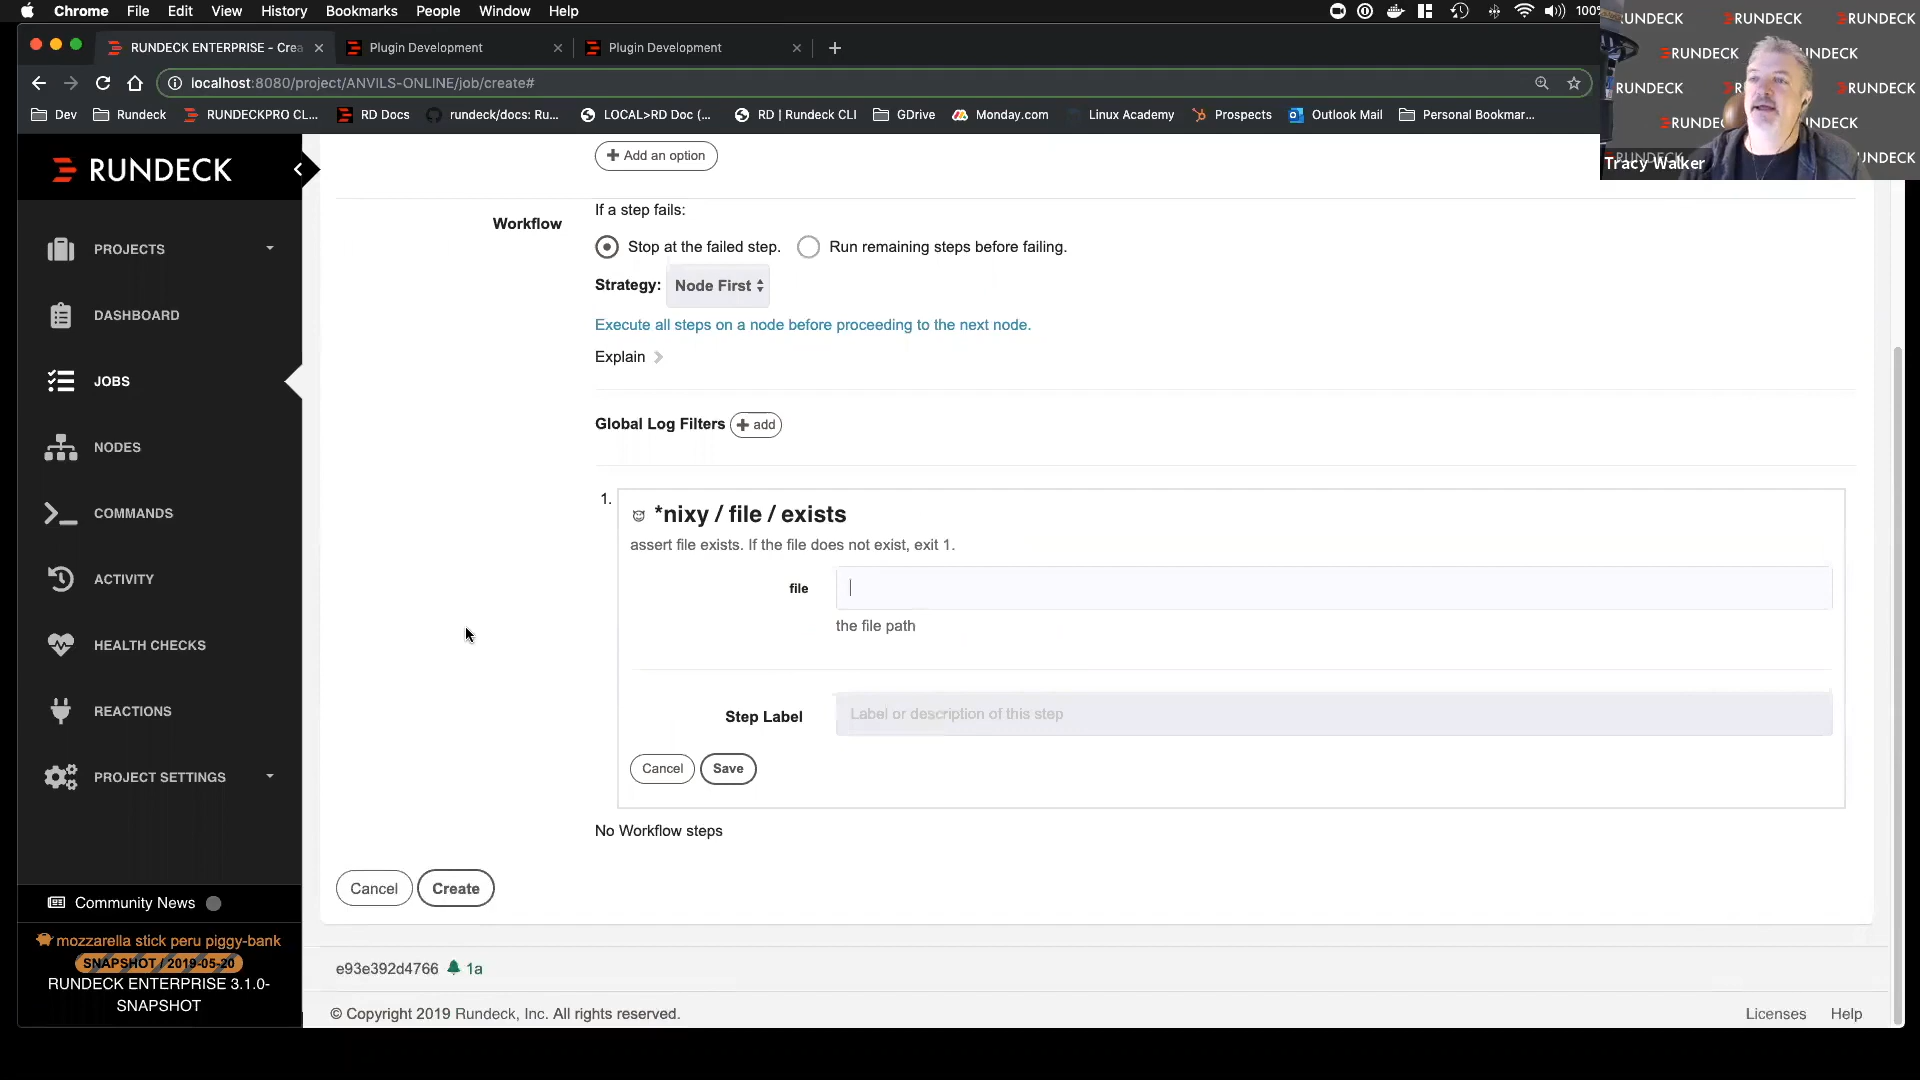 Chrome File Edit View History Bookmarks People Window Help
100%
RUNDECK ENTERPRISE - Crea
Plugin Development
Plugin Development
localhost:8080/project/ANVILS-ONLINE/job/create#
Dev
Rundeck
RUNDECKPRO CL...
RD Docs
rundeck/docs: Ru...
LOCAL>RD Doc (...
RD | Rundeck CLI
GDrive
Monday.com
Linux Academy
Prospects
Outlook Mail
Personal Bookmar...
RUNDECK
RUNDECK
RUNDECK
Tracy Walker
RUNDECK
PROJECTS
DASHBOARD
JOBS
NODES
COMMANDS
ACTIVITY
HEALTH CHECKS
REACTIONS
PROJECT SETTINGS
Community News
mozzarella stick peru piggy-bank
SNAPSHOT / 2019-05-20
RUNDECK ENTERPRISE 3.1.0-
SNAPSHOT
Add an option
Workflow
If a step fails:
Stop at the failed step.
Run remaining steps before failing.
Strategy: Node First
Execute all steps on a node before proceeding to the next node.
Explain
Global Log Filters
add
1.
*nixy / file / exists
assert file exists. If the file does not exist, exit 1.
file
the file path
Step Label
Label or description of this step
Cancel
Save
No Workflow steps
Cancel
Create
e93e392d4766
1a
© Copyright 2019 Rundeck, Inc. All rights reserved.
Licenses
Help